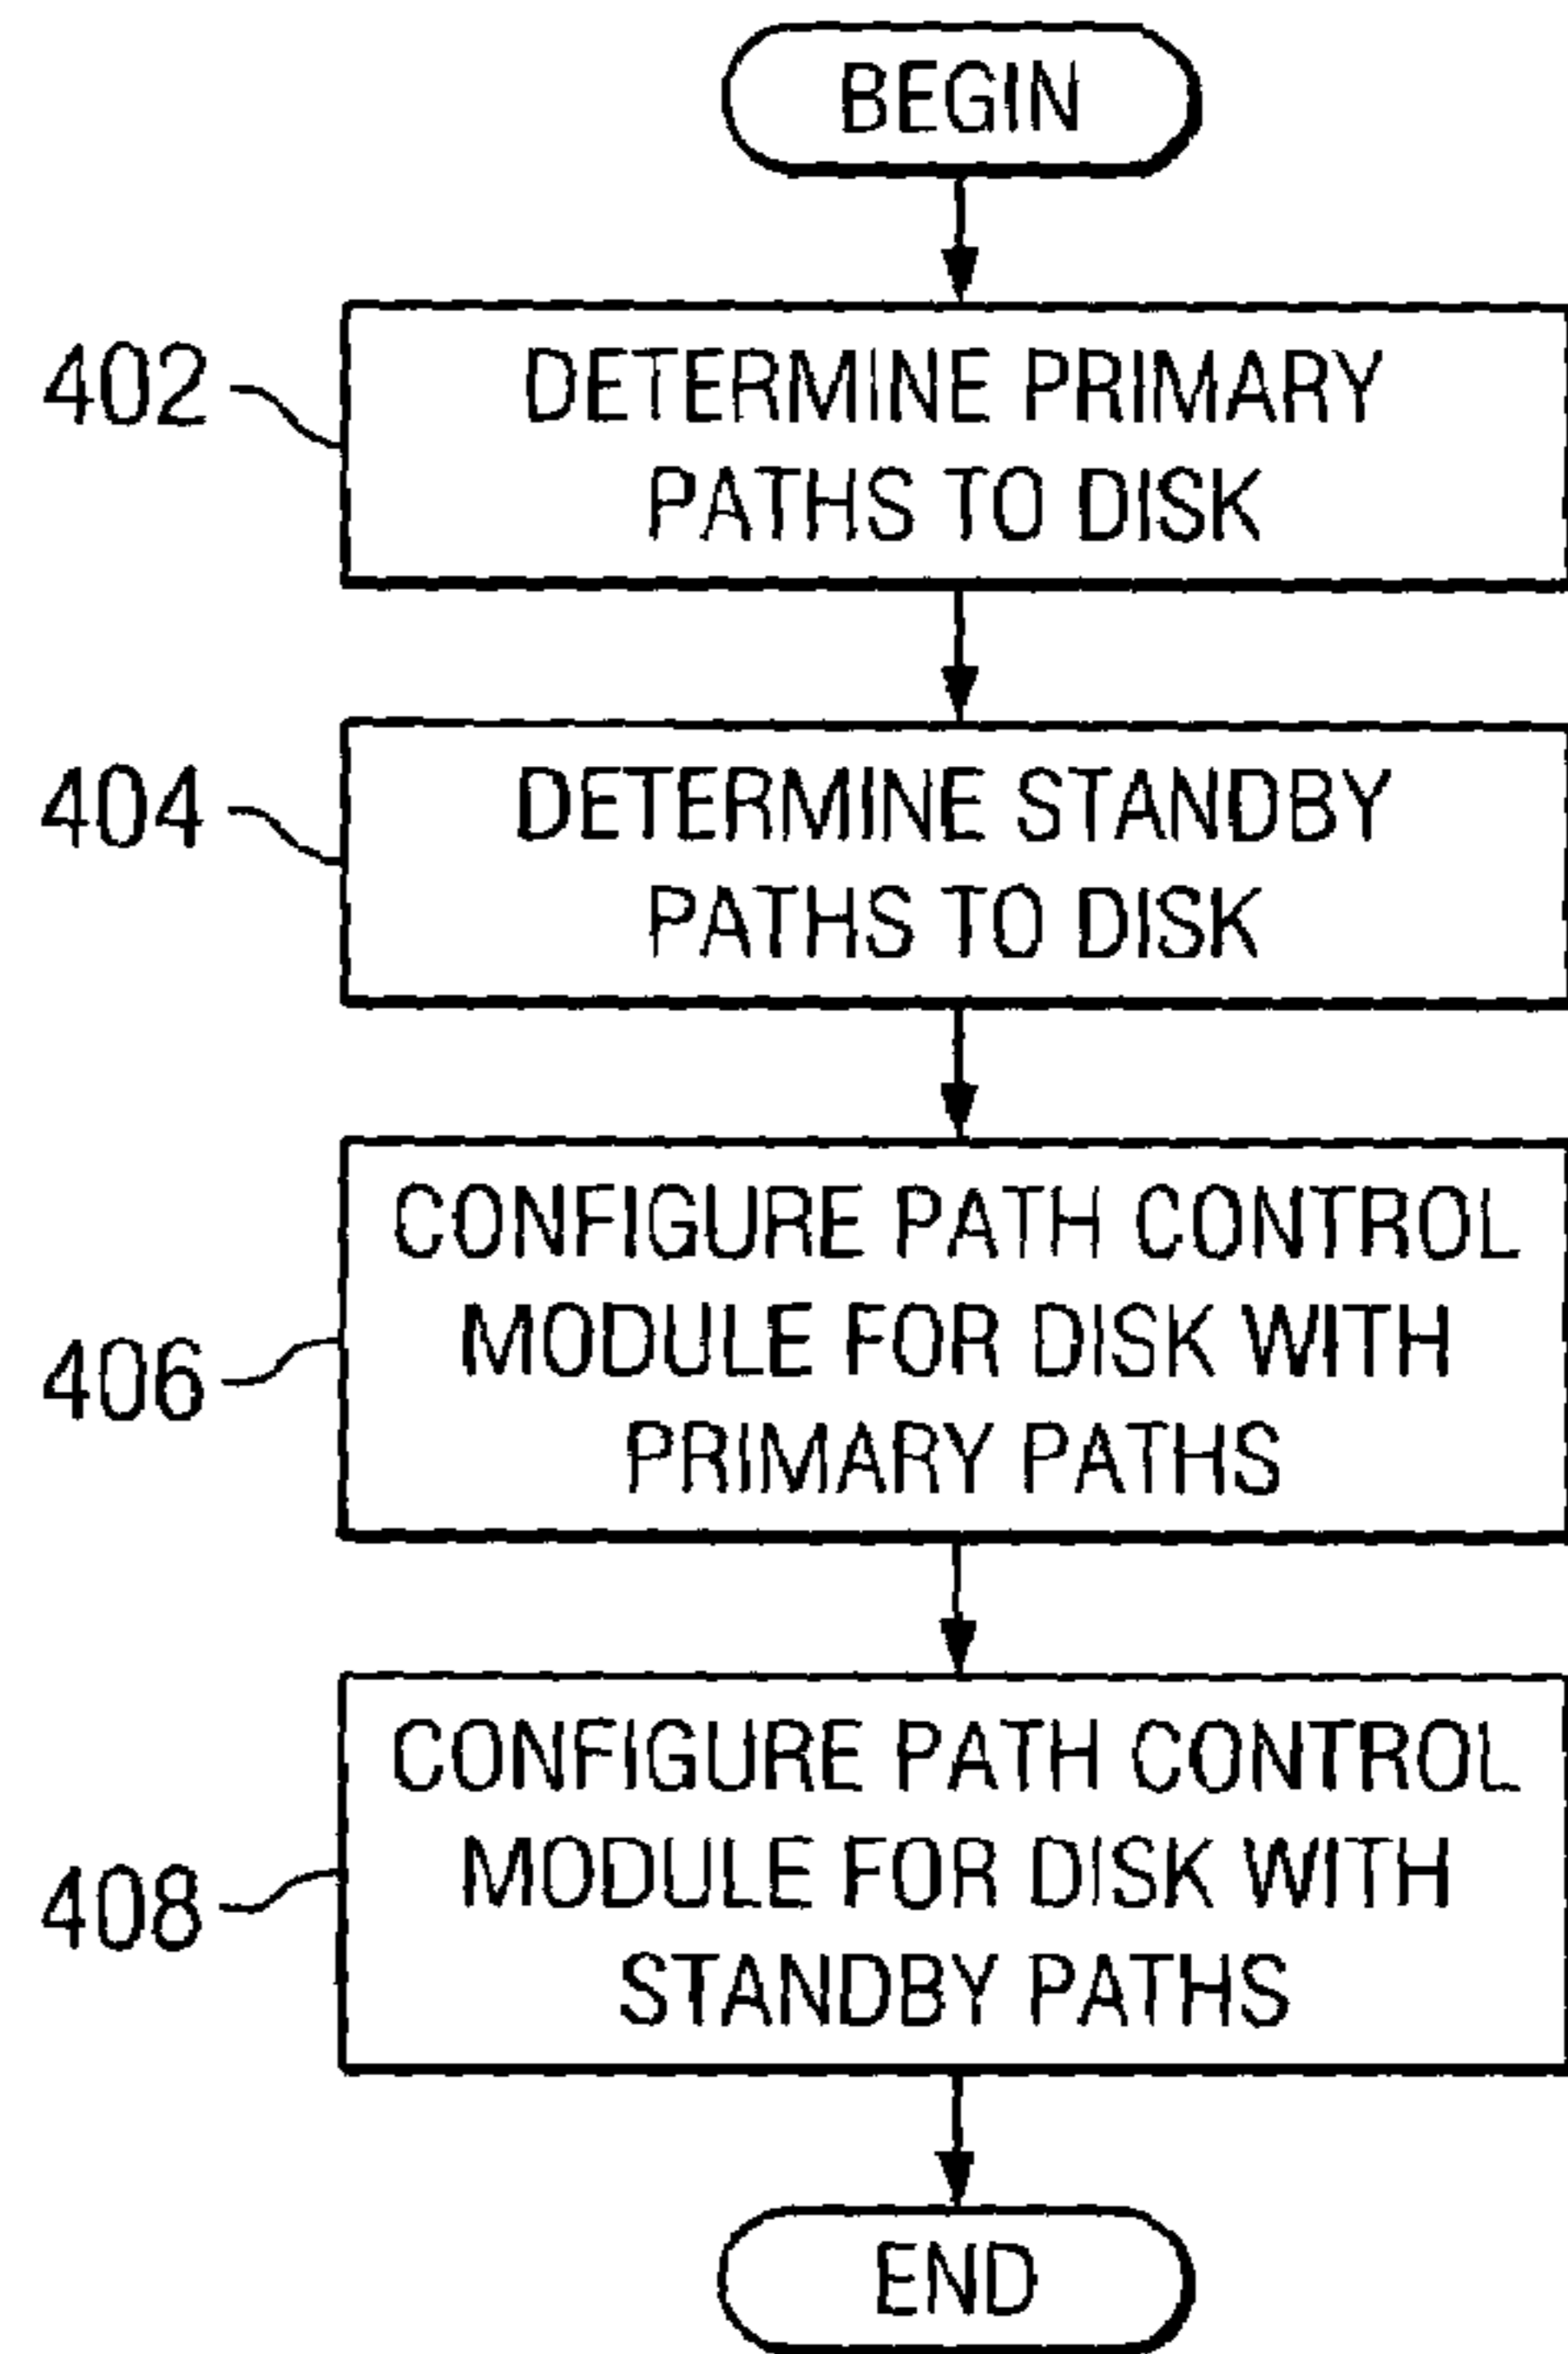 BEGIN
402
DETERMINE PRIMARY
PATHS TO DISK
404
DETERMINE STANDBY
PATHS TO DISK
406
CONFIGURE PATH CONTROL
MODULE FOR DISK WITH
PRIMARY PATHS
408
CONFIGURE PATH CONTROL
MODULE FOR DISK WITH
STANDBY PATHS
END